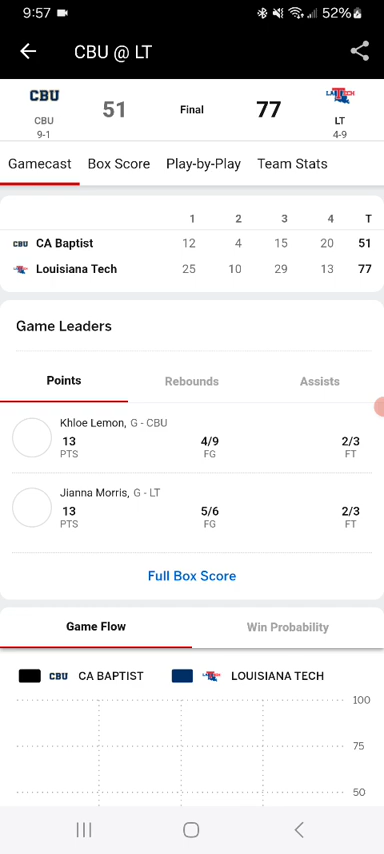 9:57 52%
CBU @ LT
CBU 51 Final 77 LA TECH
CBU LT
9-1 4-9
Gamecast Box Score Play-by-Play Team Stats
1 2 3 4 T
CBU CA Baptist 12 4 15 20 51
Louisiana Tech 25 10 29 13 77
Game Leaders
Points Rebounds Assists
Khloe Lemon, G - CBU
13 4/9 2/3
PTS FG FT
Jianna Morris, G - LT
13 5/6 2/3
PTS FG FT
Full Box Score
Game Flow Win Probability
CBU CA BAPTIST LOUISIANA TECH
100
75
50